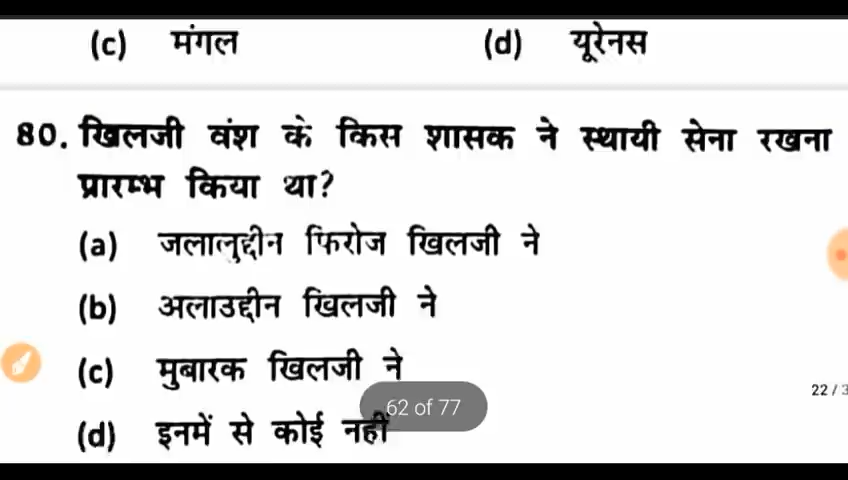 (c) मंगल (d) यूरेनस
80. खिलजी वंश के किस शासक ने स्थायी सेना रखना
प्रारम्भ किया था?
(a) जलालुद्दीन फिरोज खिलजी ने
(b) अलाउद्दीन खिलजी ने
(c) मुबारक खिलजी ने
22 / 3
62 of 77
(d) इनमें से कोई नहीं